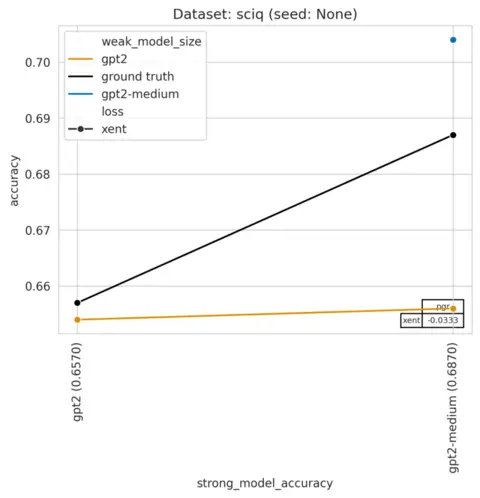 Dataset: sciq (seed: None)
weak_model_size
gpt2
ground truth
gpt2-medium
loss
xent
accuracy
0.70
0.69
0.68
0.67
0.66
pgr
xent -0.0333
gpt2 (0.6570)
gpt2-medium (0.6870)
strong_model_accuracy